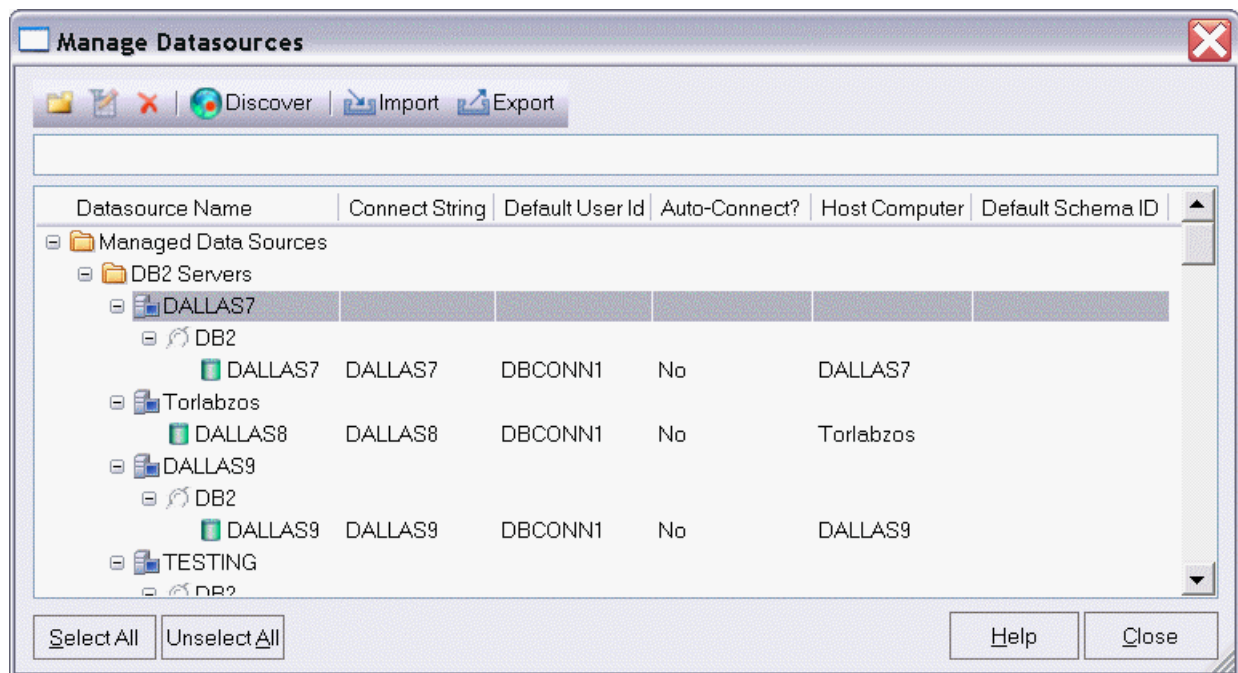 Manage Datasources
Discover Import Export
Datasource Name Connect String Default User Id Auto-Connect? Host Computer Default Schema ID
Managed Data Sources
DB2 Servers
DALLAS7
DB2
DALLAS7 DALLAS7 DBCONN1 No DALLAS7
Torlabzos
DALLAS8 DALLAS8 DBCONN1 No Torlabzos
DALLAS9
DB2
DALLAS9 DALLAS9 DBCONN1 No DALLAS9
TESTING
DB2
Select All Unselect All Help Close